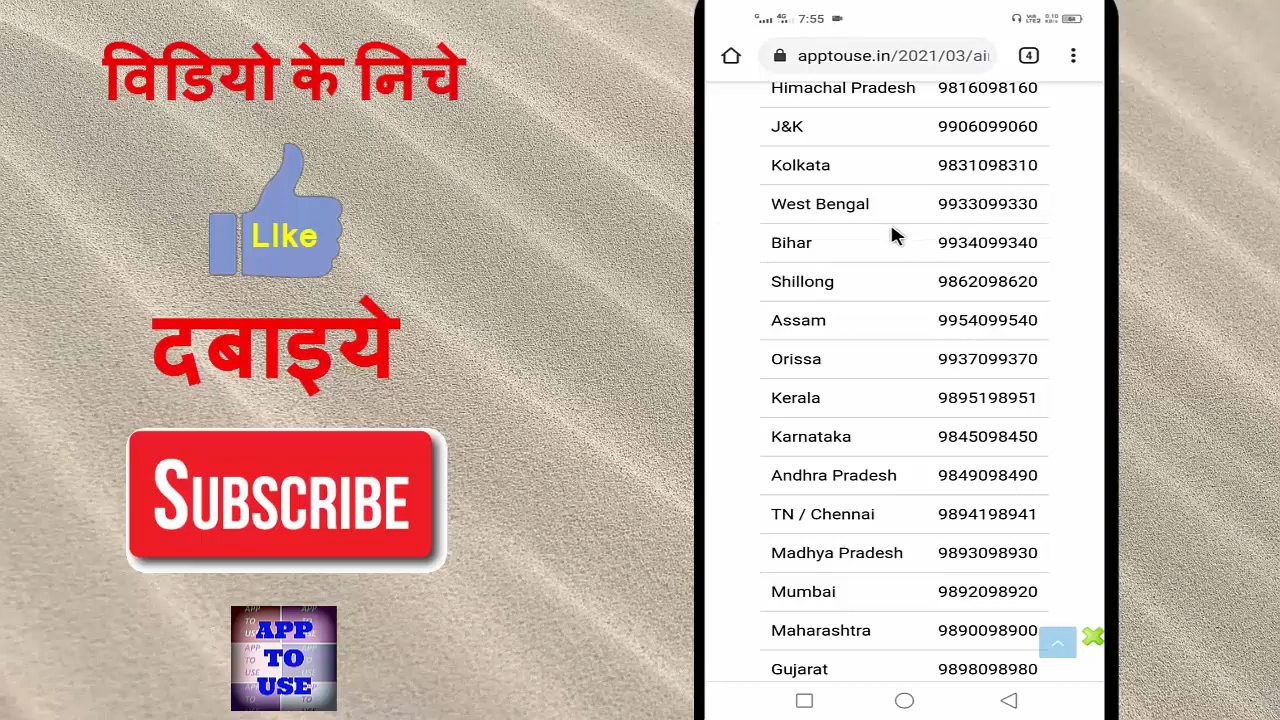 विडियो के निचे
LIke
दबाइये
SUBSCRIBE
APP
TO
USE
7:55
apptouse.in/2021/03/ai
4
Himachal Pradesh 9816098160
J&K 9906099060
Kolkata 9831098310
West Bengal 9933099330
Bihar 9934099340
Shillong 9862098620
Assam 9954099540
Orissa 9937099370
Kerala 9895198951
Karnataka 9845098450
Andhra Pradesh 9849098490
TN / Chennai 9894198941
Madhya Pradesh 9893098930
Mumbai 9892098920
Maharashtra 9890098900
Gujarat 9898098980